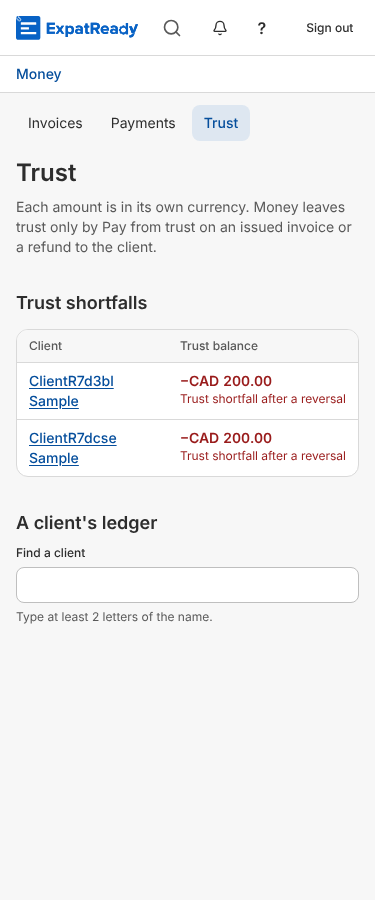 ExpatReady
?
Sign out
Money
Invoices
Payments
Trust
Trust
Each amount is in its own currency. Money leaves
trust only by Pay from trust on an issued invoice or
a refund to the client.
Trust shortfalls
Client
Trust balance
ClientR7d3bl
Sample
−CAD 200.00
Trust shortfall after a reversal
ClientR7dcse
Sample
−CAD 200.00
Trust shortfall after a reversal
A client's ledger
Find a client
Type at least 2 letters of the name.